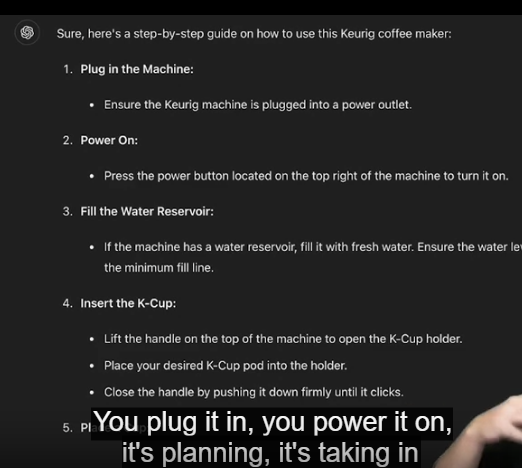 Sure, here's a step-by-step guide on how to use this Keurig coffee maker:
1. Plug in the Machine:
• Ensure the Keurig machine is plugged into a power outlet.
2. Power On:
• Press the power button located on the top right of the machine to turn it on.
3. Fill the Water Reservoir:
• If the machine has a water reservoir, fill it with fresh water. Ensure the water le
the minimum fill line.
4. Insert the K-Cup:
• Lift the handle on the top of the machine to open the K-Cup holder.
• Place your desired K-Cup pod into the holder.
• Close the handle by pushing it down firmly until it clicks.
5. Pl
You plug it in, you power it on,
it's planning, it's taking in